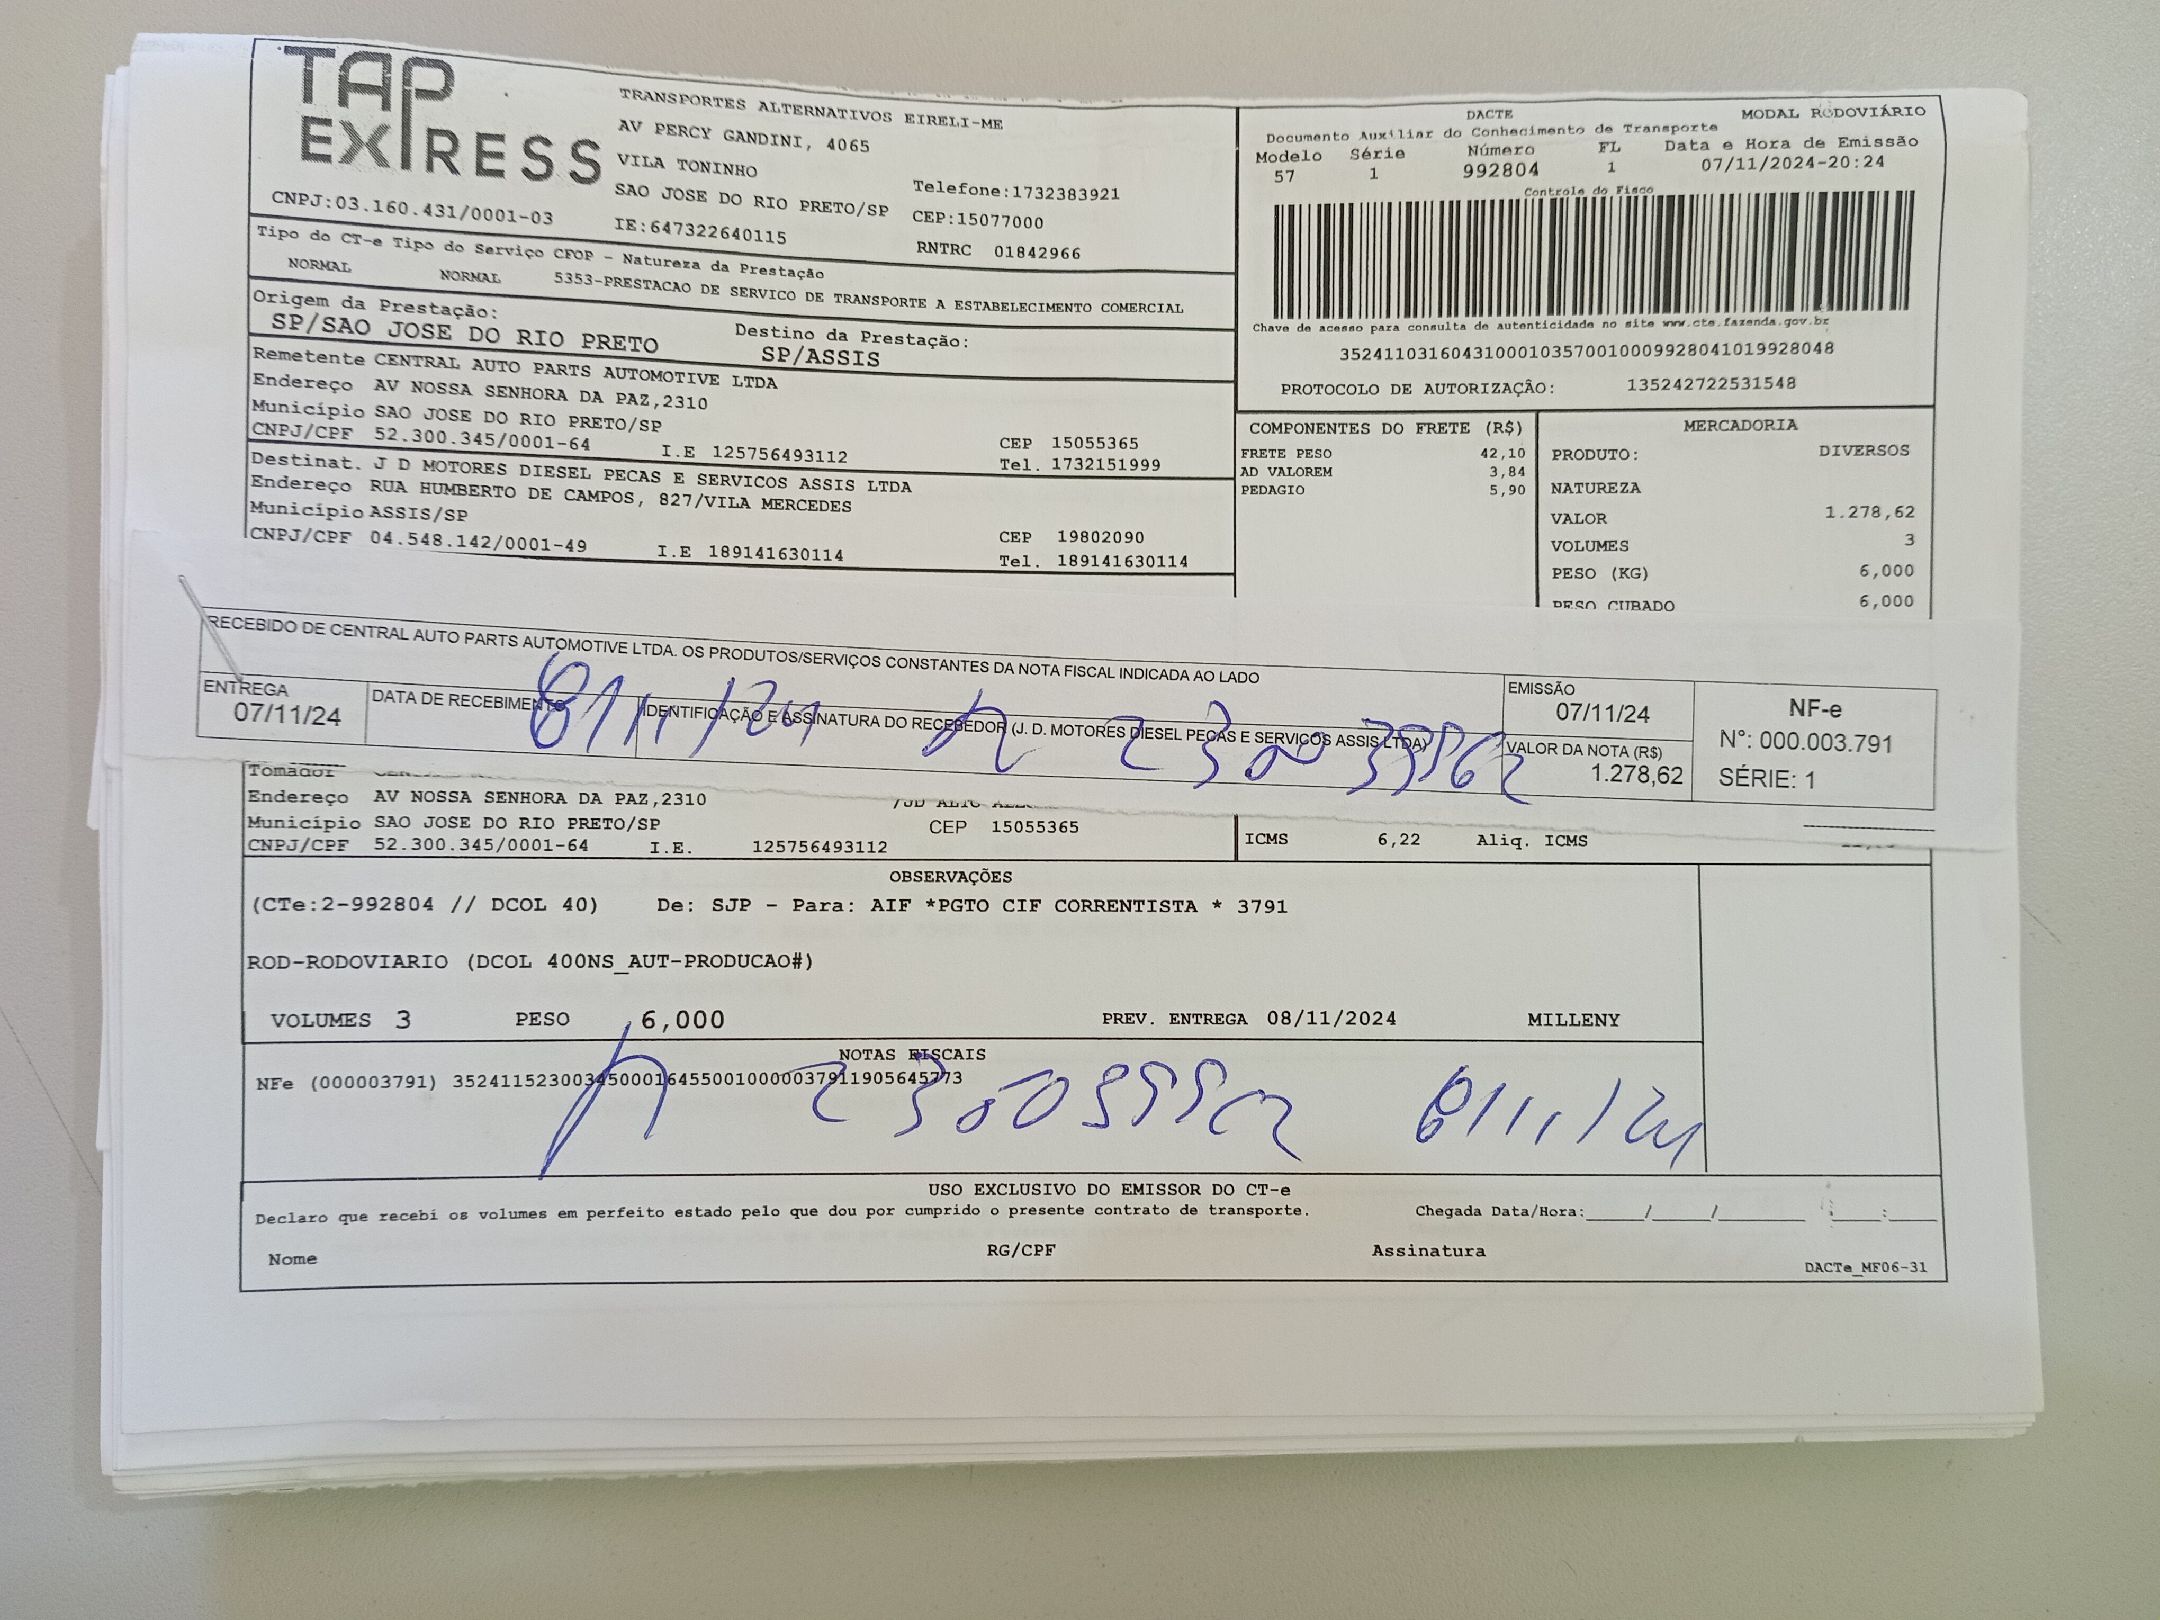 TAP EXPRESS
TRANSPORTES ALTERNATIVOS EIRELI-ME
AV PERCY GANDINI, 4065
VILA TONINHO
SAO JOSE DO RIO PRETO/SP
Telefone:1732383921
CNPJ:03.160.431/0001-03
IE:647322640115
CEP:15077000
RNTRC 01842966
Tipo do CT-e Tipo do Serviço CFOP - Natureza da Prestação
NORMAL NORMAL 5353-PRESTACAO DE SERVICO DE TRANSPORTE A ESTABELECIMENTO COMERCIAL
Origem da Prestação:
SP/SAO JOSE DO RIO PRETO
Destino da Prestação:
SP/ASSIS
Remetente CENTRAL AUTO PARTS AUTOMOTIVE LTDA
Endereço AV NOSSA SENHORA DA PAZ,2310
Município SAO JOSE DO RIO PRETO/SP
CEP 15055365
CNPJ/CPF 52.300.345/0001-64 I.E 125756493112 Tel. 1732151999
Destinat. J D MOTORES DIESEL PECAS E SERVICOS ASSIS LTDA
Endereço RUA HUMBERTO DE CAMPOS, 827/VILA MERCEDES
Município ASSIS/SP
CEP 19802090
CNPJ/CPF 04.548.142/0001-49 I.E 189141630114 Tel. 189141630114
DACTE MODAL RODOVIÁRIO
Documento Auxiliar do Conhecimento de Transporte
Modelo Série Número FL Data e Hora de Emissão
57 1 992804 1 07/11/2024-20:24
Controle do Fisco
Chave de acesso para consulta de autenticidade no site www.cte.fazenda.gov.br
35241103160431000103570010009928041019928048
PROTOCOLO DE AUTORIZAÇÃO: 135242722531548
COMPONENTES DO FRETE (R$)
FRETE PESO 42,10
AD VALOREM 3,84
PEDAGIO 5,90
MERCADORIA
PRODUTO: DIVERSOS
NATUREZA
VALOR 1.278,62
VOLUMES 3
PESO (KG) 6,000
PESO CUBADO 6,000
RECEBIDO DE CENTRAL AUTO PARTS AUTOMOTIVE LTDA. OS PRODUTOS/SERVIÇOS CONSTANTES DA NOTA FISCAL INDICADA AO LADO
ENTREGA
07/11/24
DATA DE RECEBIMENTO
8/11/24
IDENTIFICAÇÃO E ASSINATURA DO RECEBEDOR (J. D. MOTORES DIESEL PEÇAS E SERVIÇOS ASSIS LTDA)
EMISSÃO
07/11/24
VALOR DA NOTA (R$)
1.278,62
NF-e
N°: 000.003.791
SÉRIE: 1
Tomador
Endereço AV NOSSA SENHORA DA PAZ,2310
Município SAO JOSE DO RIO PRETO/SP CEP 15055365
CNPJ/CPF 52.300.345/0001-64 I.E. 125756493112
ICMS 6,22 Aliq. ICMS
OBSERVAÇÕES
(CTe:2-992804 // DCOL 40) De: SJP - Para: AIF *PGTO CIF CORRENTISTA * 3791
ROD-RODOVIARIO (DCOL 400NS_AUT-PRODUCAO#)
VOLUMES 3 PESO 6,000 PREV. ENTREGA 08/11/2024 MILLENY
NOTAS FISCAIS
NFe (000003791) 35241152300345000164550010000037911905645773
8/11/24
USO EXCLUSIVO DO EMISSOR DO CT-e
Declaro que recebi os volumes em perfeito estado pelo que dou por cumprido o presente contrato de transporte. Chegada Data/Hora:____/____/______ ____:____
Nome RG/CPF Assinatura
DACTe_MF06-31